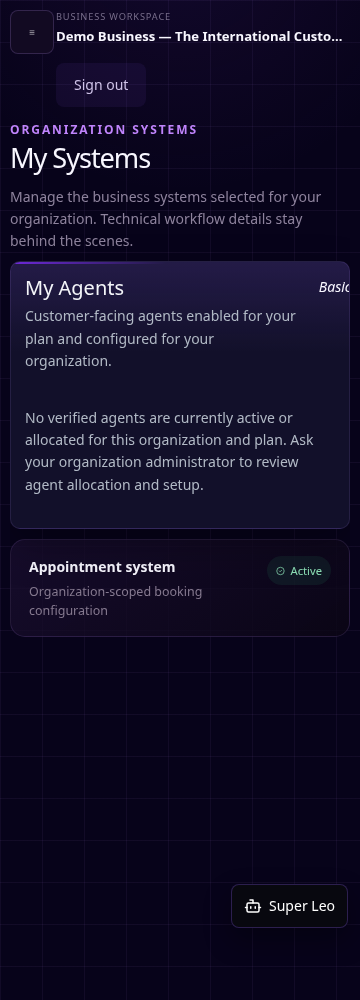 BUSINESS WORKSPACE
Demo Business — The International Custo...
Sign out
ORGANIZATION SYSTEMS
My Systems
Manage the business systems selected for your
organization. Technical workflow details stay
behind the scenes.
My Agents
Basic
Customer-facing agents enabled for your
plan and configured for your
organization.
No verified agents are currently active or
allocated for this organization and plan. Ask
your organization administrator to review
agent allocation and setup.
Appointment system
Active
Organization-scoped booking
configuration
Super Leo